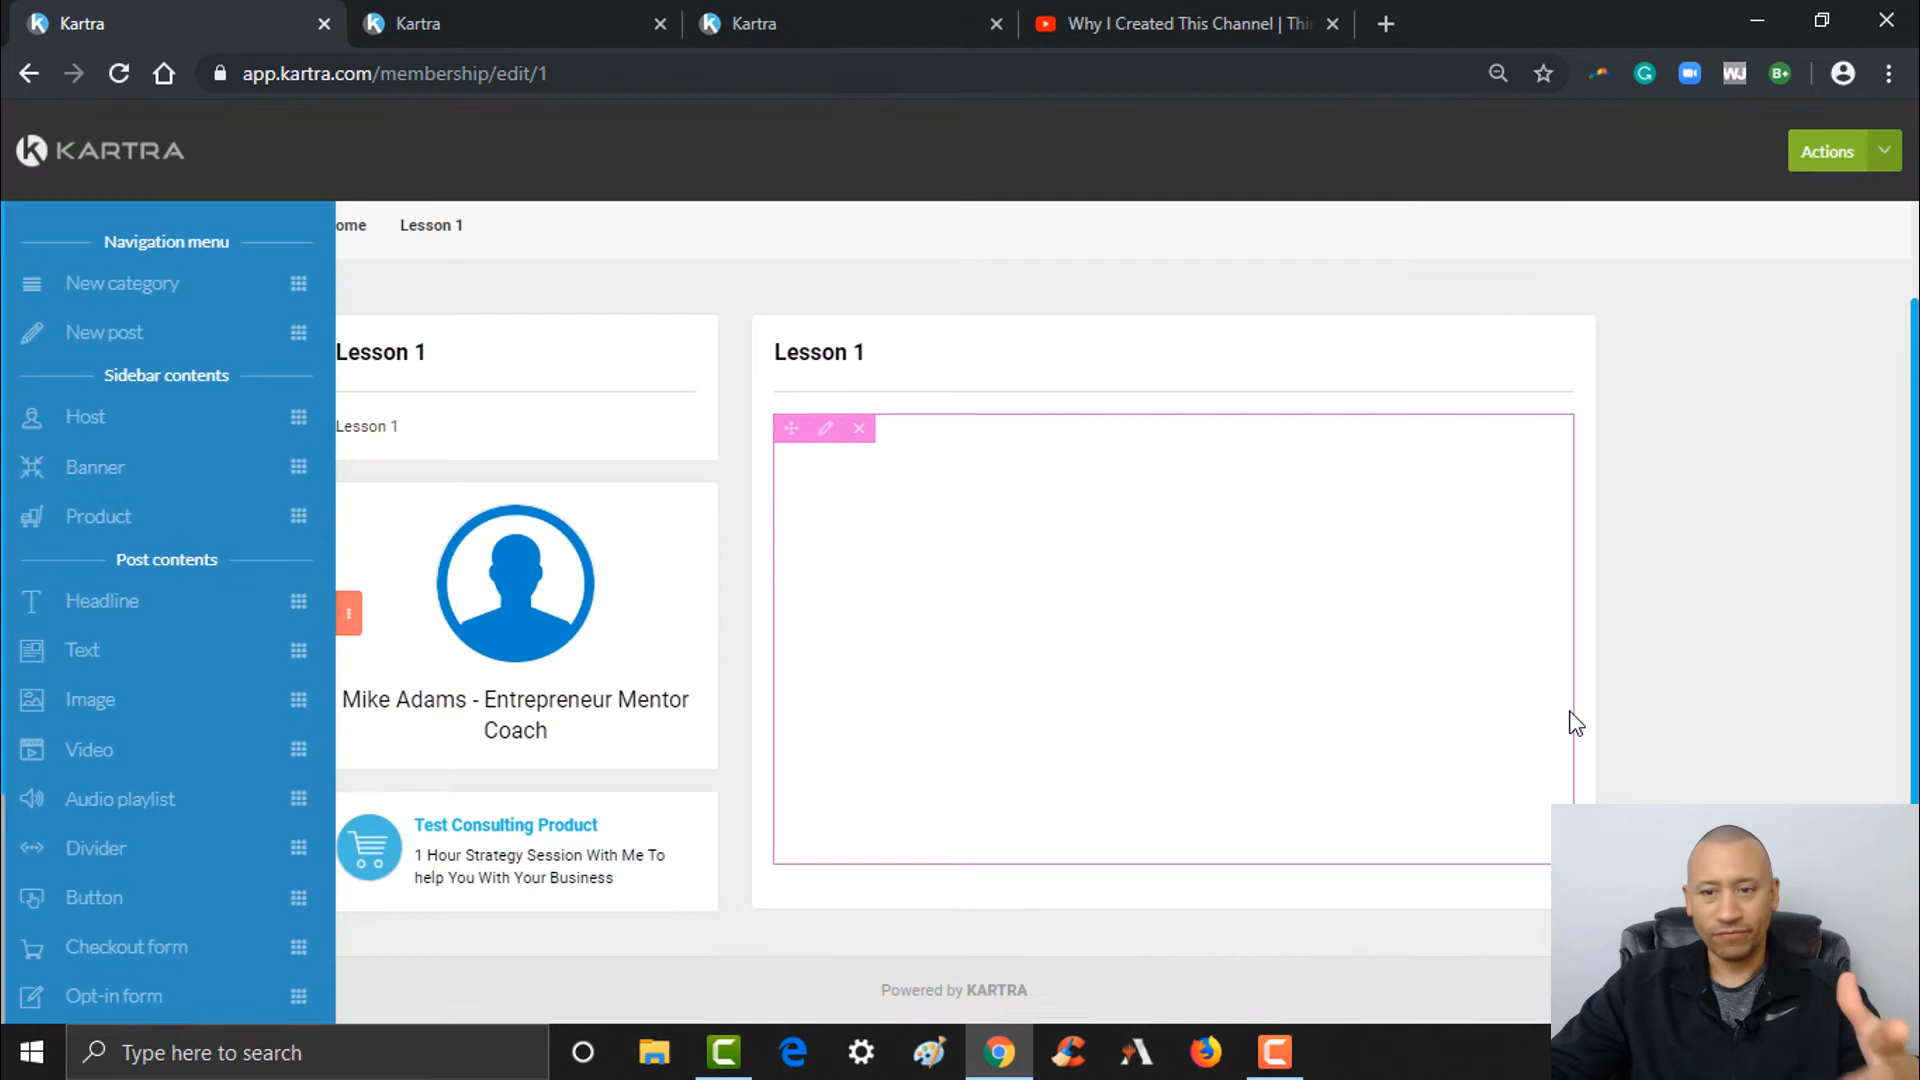 Kartra
Kartra
Kartra
Why I Created This Channel | Thi
app.kartra.com/membership/edit/1
WJ
B+
KARTRA
Actions
Navigation menu
New category
New post
Sidebar contents
Host
Banner
Product
Post contents
Headline
Text
Image
Video
Audio playlist
Divider
Button
Checkout form
Opt-in form
ome
Lesson 1
Lesson 1
Lesson 1
Mike Adams - Entrepreneur Mentor
Coach
Test Consulting Product
1 Hour Strategy Session With Me To
help You With Your Business
Lesson 1
Powered by KARTRA
Type here to search